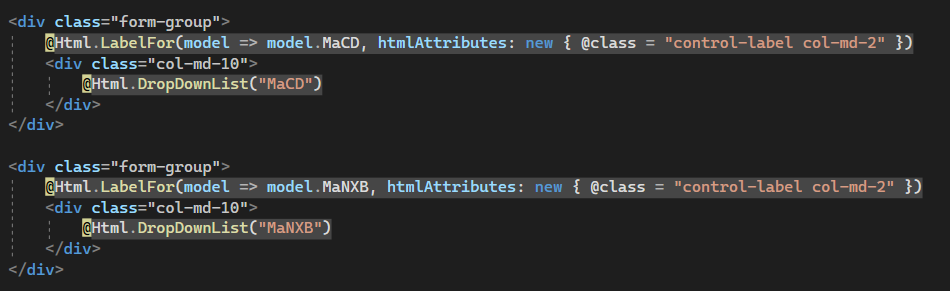 <div class="form-group">
@Html.LabelFor(model => model.MaCD, htmlAttributes: new { @class = "control-label col-md-2" })
<div class="col-md-10">
@Html.DropDownList("MaCD")
</div>
</div>
<div class="form-group">
@Html.LabelFor(model => model.MaNXB, htmlAttributes: new { @class = "control-label col-md-2" })
<div class="col-md-10">
@Html.DropDownList("MaNXB")
</div>
</div>